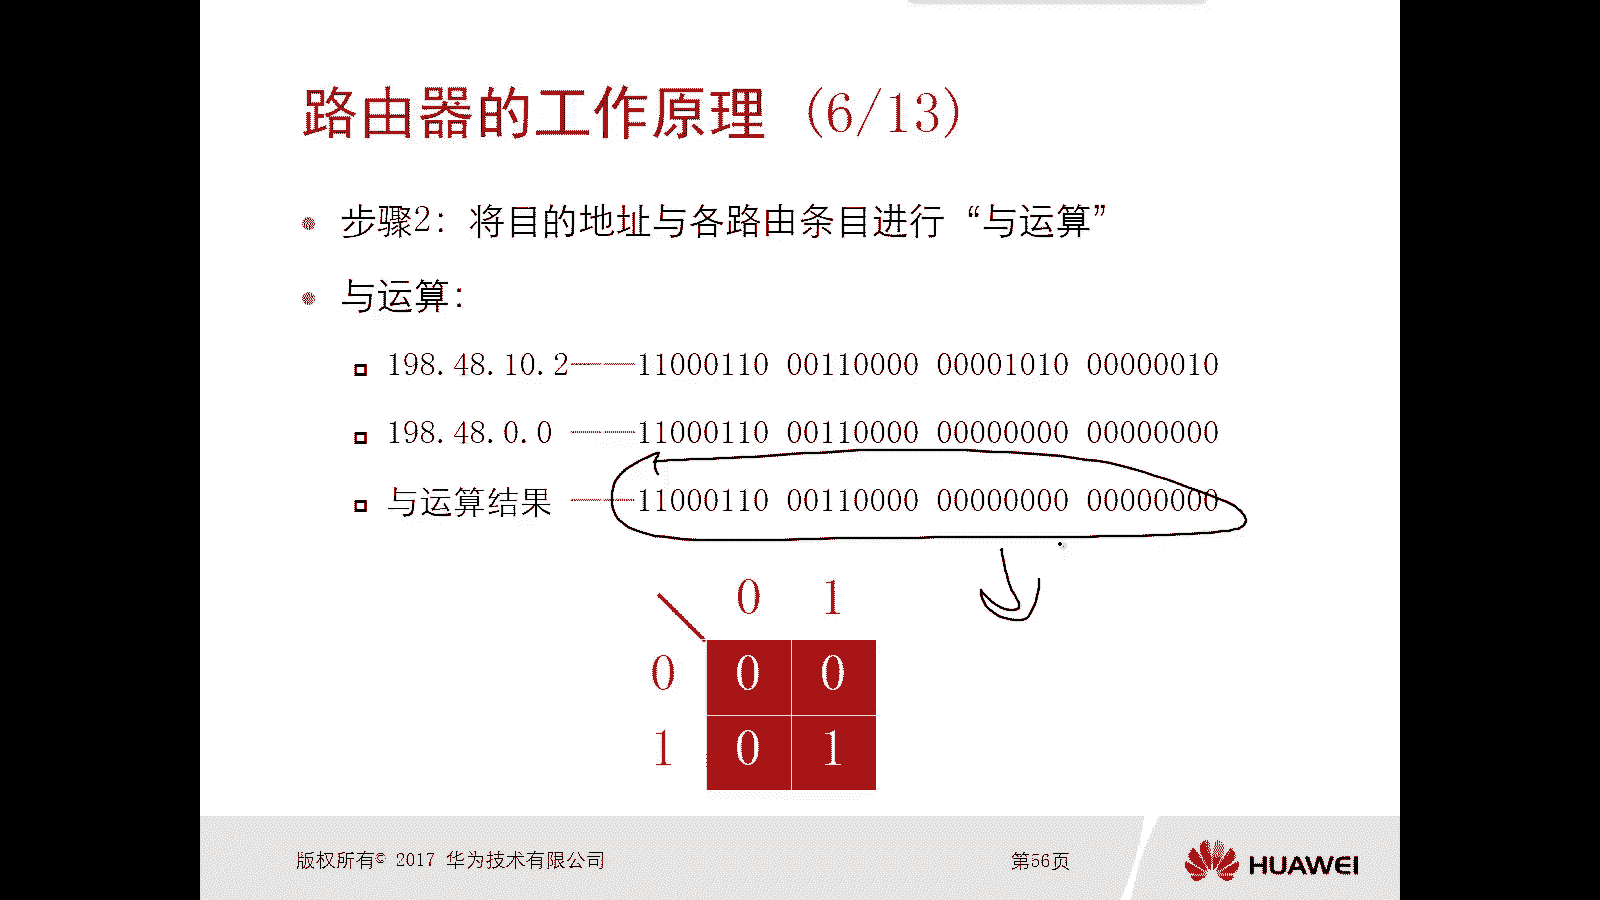 路由器的工作原理 (6/13)
步骤2：将目的地址与各路由条目进行“与运算”
与运算：
198.48.10.2——11000110 00110000 00001010 00000010
198.48.0.0 ——11000110 00110000 00000000 00000000
与运算结果 ——11000110 00110000 00000000 00000000
0 1
0 0 0
1 0 1
版权所有© 2017 华为技术有限公司
第56页
HUAWEI